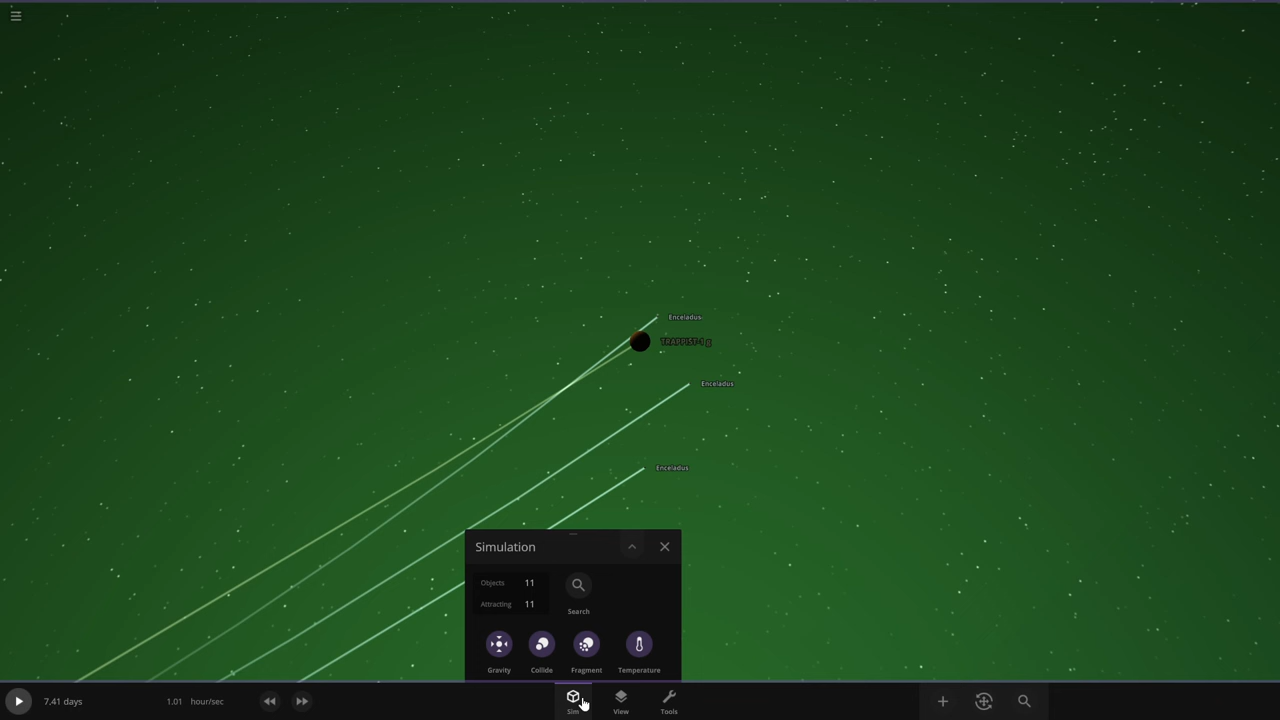 Enceladus
TRAPPIST-1 g
Enceladus
Enceladus
Simulation
Objects 11
Attracting 11
Search
Gravity Collide Fragment Temperature
7.41 days 1.01 hour/sec Sim View Tools